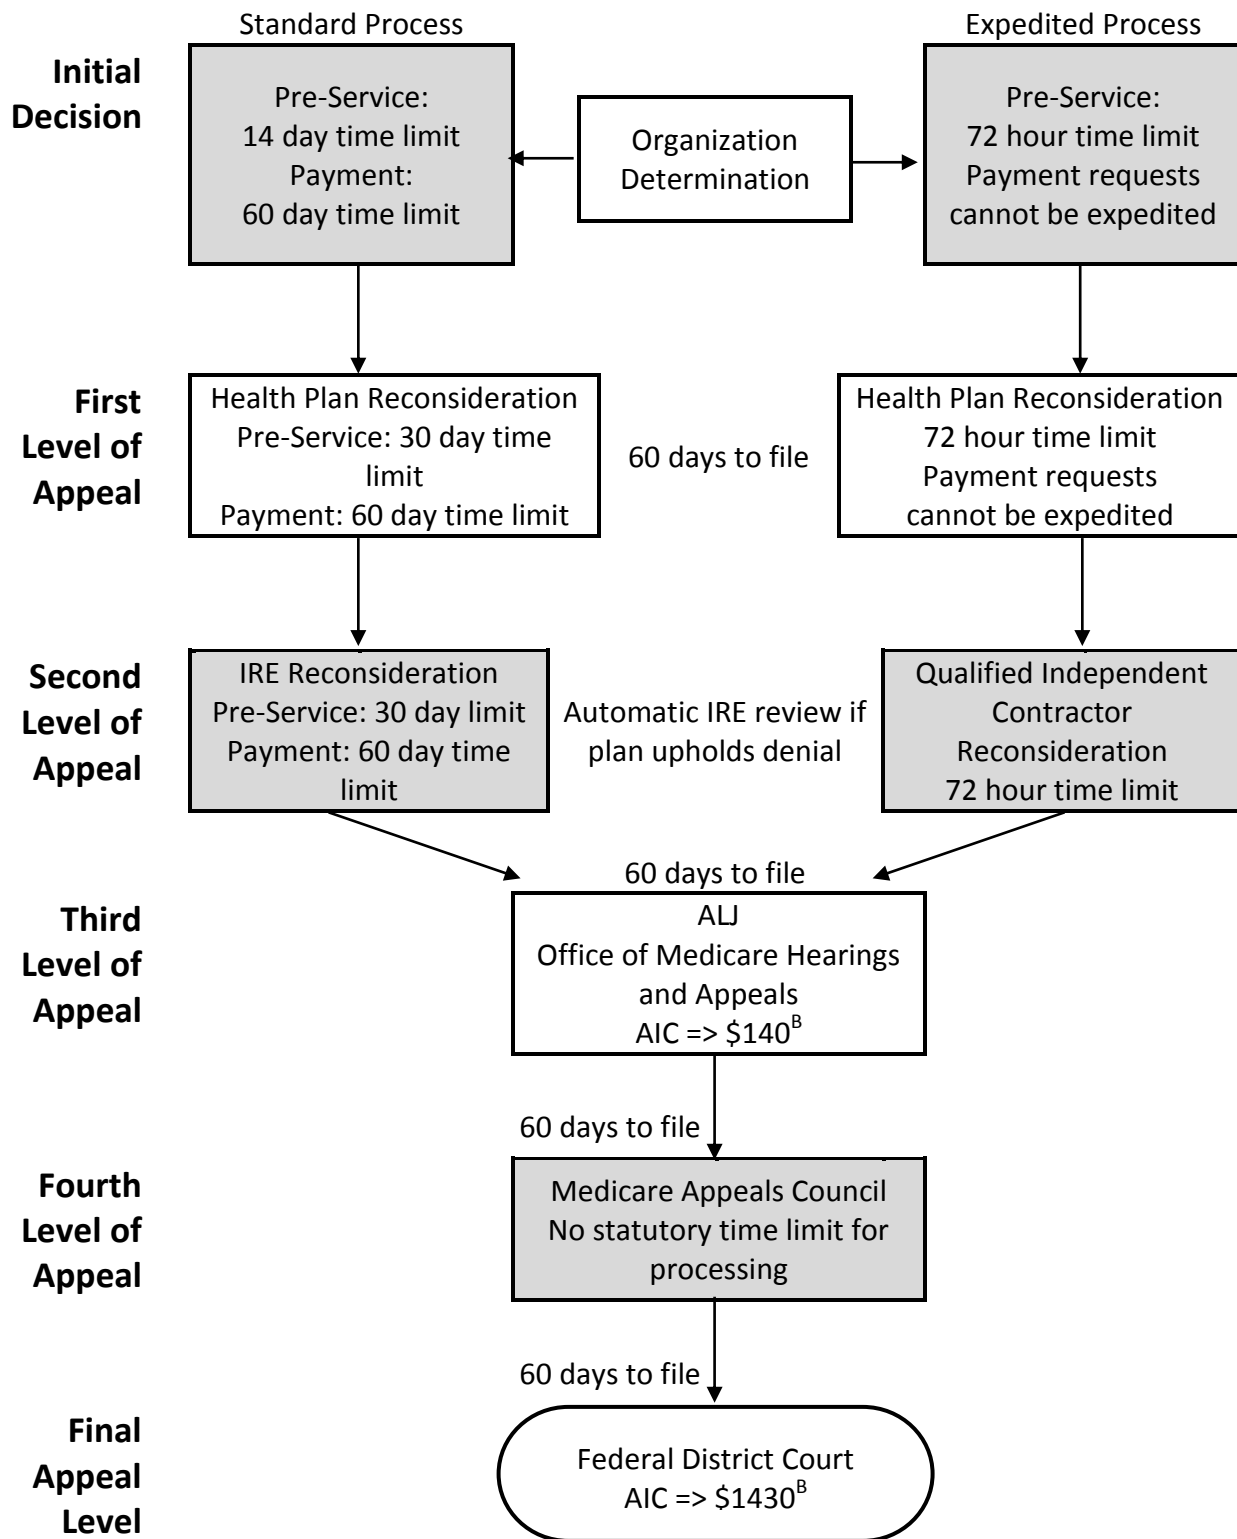 Standard Process
Expedited Process
Initial
Decision
Pre-Service:
14 day time limit
Payment:
60 day time limit
Organization
Determination
Pre-Service:
72 hour time limit
Payment requests
cannot be expedited
First
Level of
Appeal
Health Plan Reconsideration
Pre-Service: 30 day time
limit
Payment: 60 day time limit
60 days to file
Health Plan Reconsideration
72 hour time limit
Payment requests
cannot be expedited
Second
Level of
Appeal
IRE Reconsideration
Pre-Service: 30 day limit
Payment: 60 day time
limit
Automatic IRE review if
plan upholds denial
Qualified Independent
Contractor
Reconsideration
72 hour time limit
60 days to file
Third
Level of
Appeal
ALJ
Office of Medicare Hearings
and Appeals
AIC => $140B
60 days to file
Fourth
Level of
Appeal
Medicare Appeals Council
No statutory time limit for
processing
60 days to file
Final
Appeal
Level
Federal District Court
AIC => $1430B